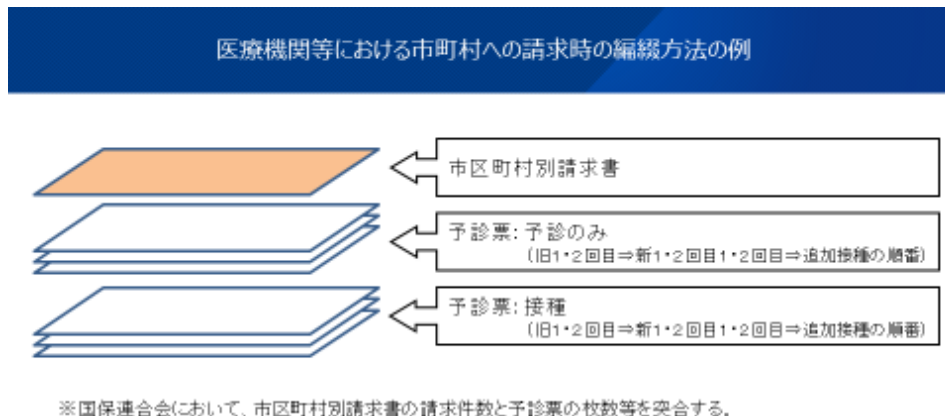 医療機関等における市町村への請求時の編綴方法の例
市区町村別請求書
予診票:予診のみ
(旧1・2回目⇒新1・2回目1・2回目⇒追加接種の順番)
予診票:接種
(旧1・2回目⇒新1・2回目1・2回目⇒追加接種の順番)
※国保連合会において、市区町村別請求書の請求件数と予診票の枚数等を突合する。